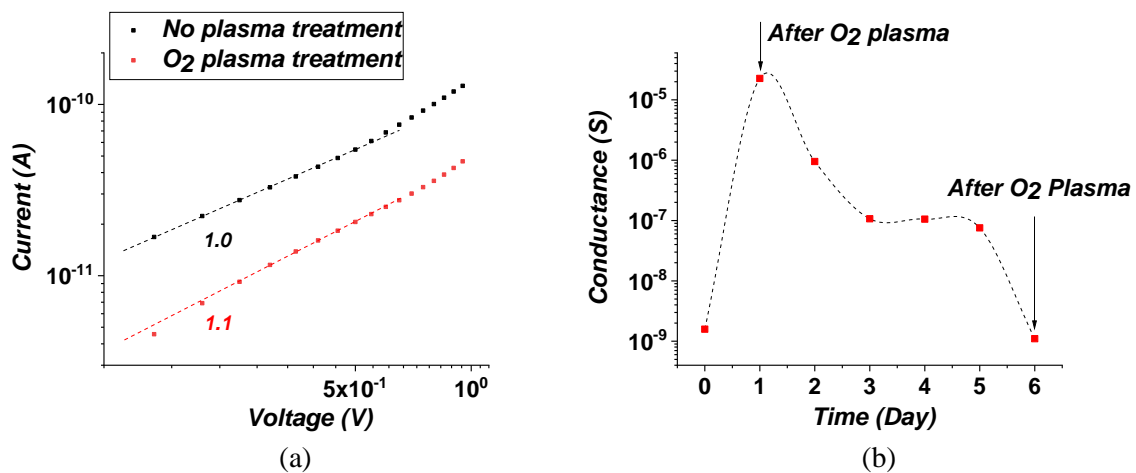 No plasma treatment
O2 plasma treatment
10-10
10-11
Current (A)
1.0
1.1
5x10-1
100
Voltage (V)
(a)
After O2 plasma
After O2 Plasma
10-5
10-6
10-7
10-8
10-9
Conductance (S)
0 1 2 3 4 5 6
Time (Day)
(b)